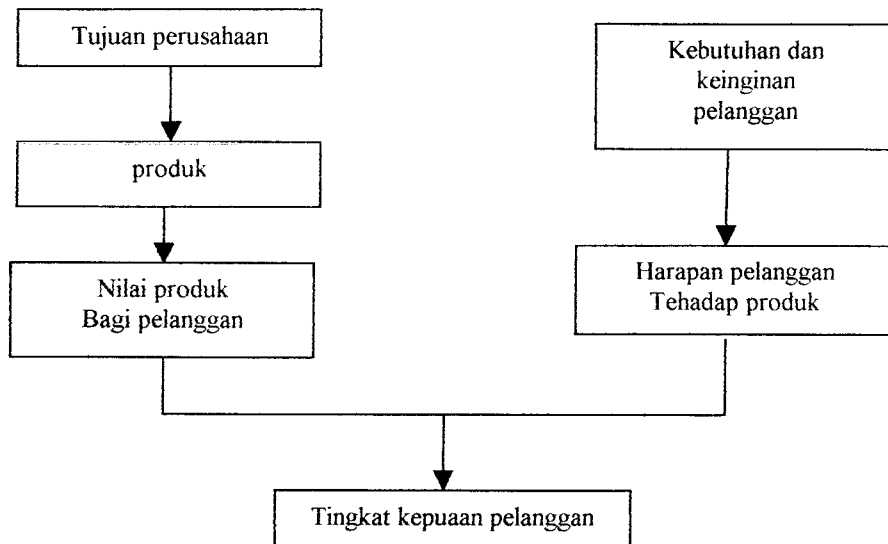 Tujuan perusahaan
produk
Nilai produk
Bagi pelanggan
Kebutuhan dan
keinginan
pelanggan
Harapan pelanggan
Tehadap produk
Tingkat kepuaan pelanggan